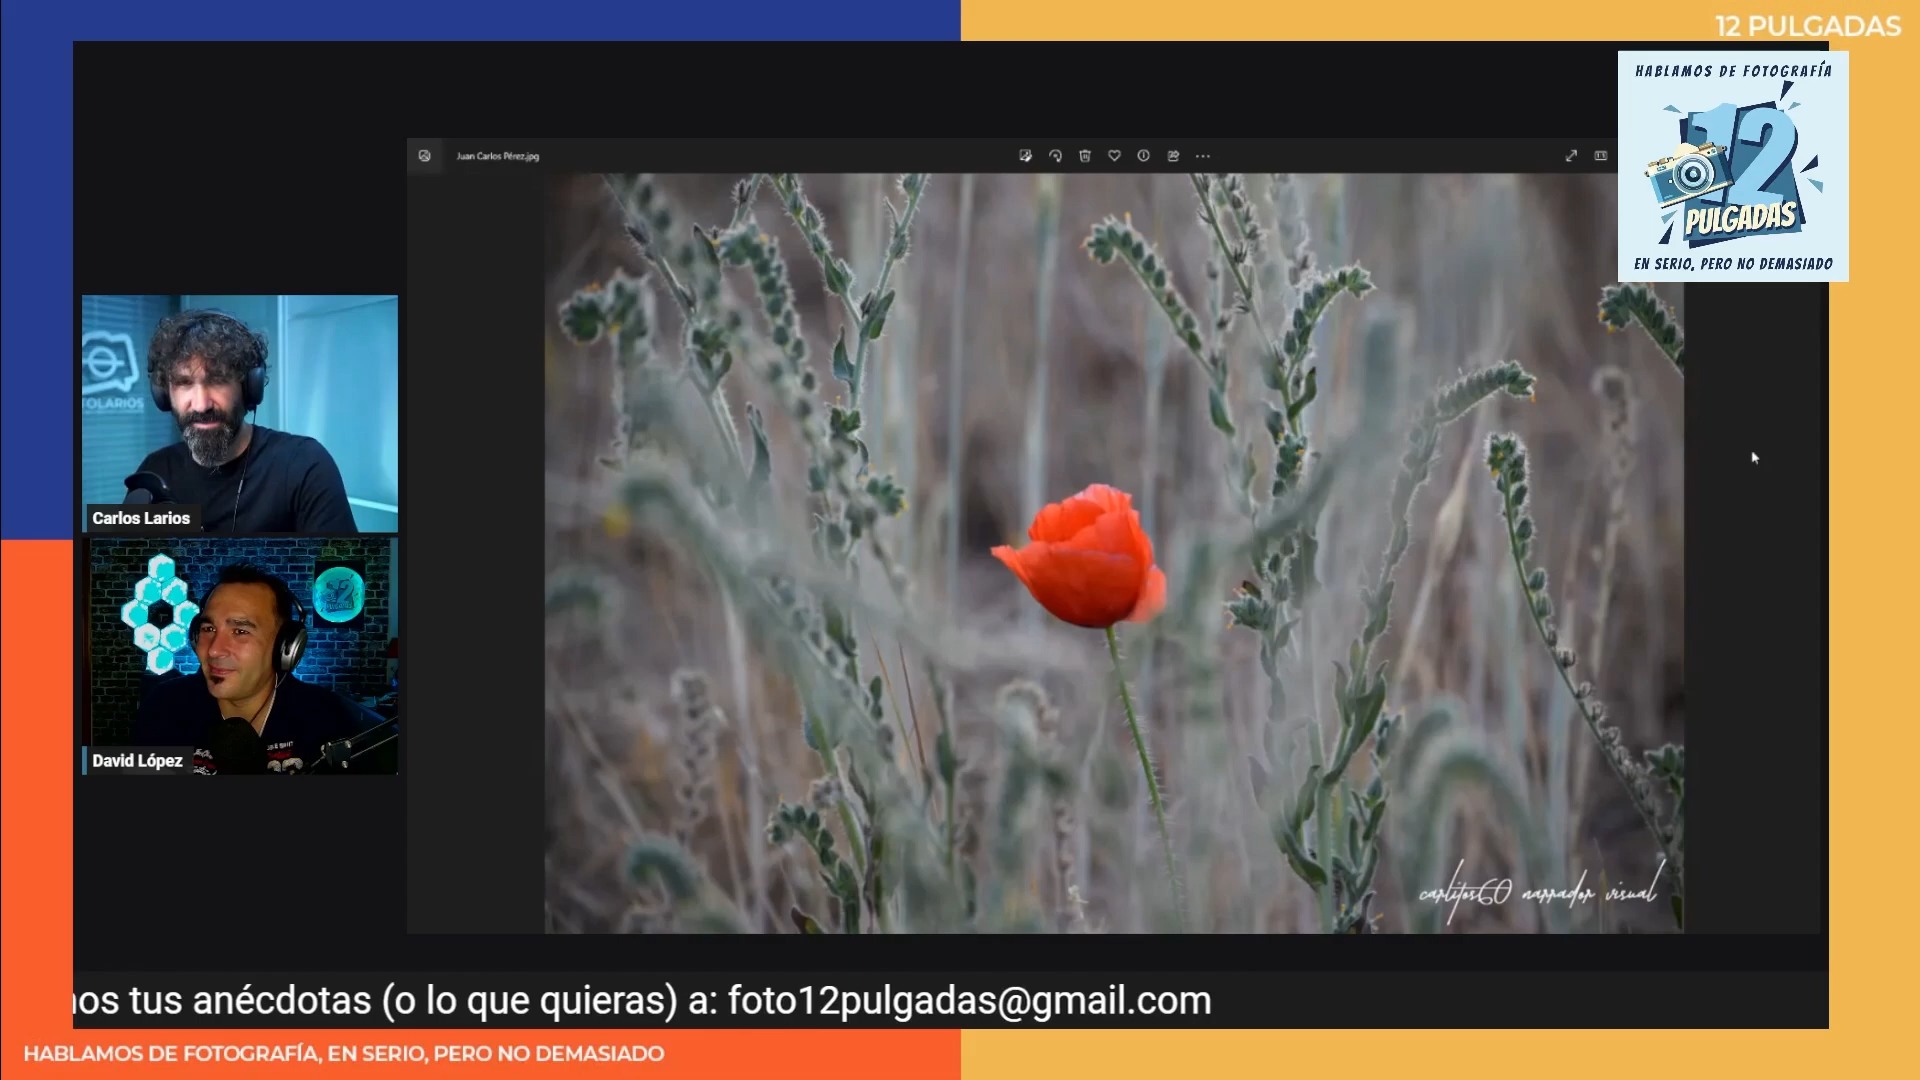 12 PULGADAS
HABLAMOS DE FOTOGRAFÍA
12
PULGADAS
EN SERIO, PERO NO DEMASIADO
Juan Carlos Pérez.jpg
Carlos Larios
David López
carlitos60 narrador visual
nos tus anécdotas (o lo que quieras) a: foto12pulgadas@gmail.com
HABLAMOS DE FOTOGRAFÍA, EN SERIO, PERO NO DEMASIADO